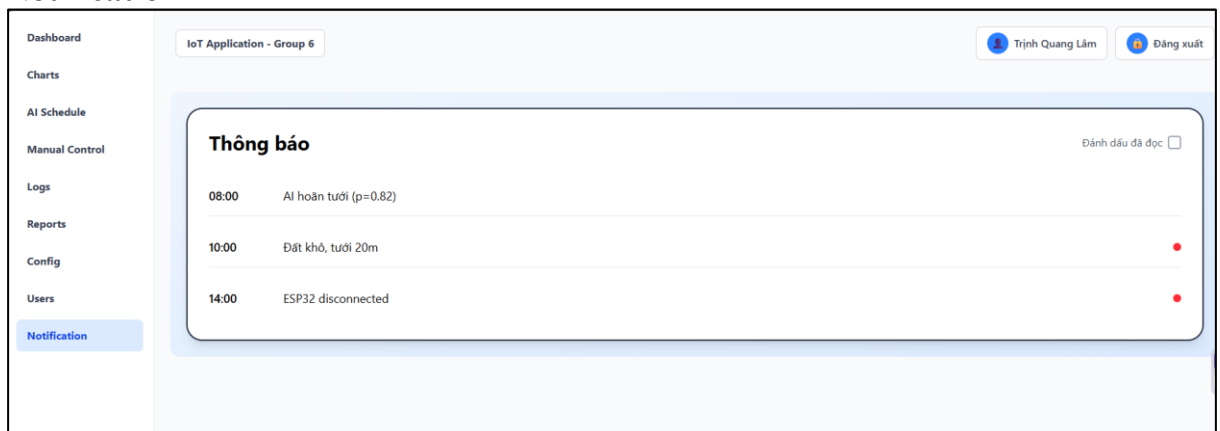 Dashboard
Charts
AI Schedule
Manual Control
Logs
Reports
Config
Users
Notification
IoT Application - Group 6
Trịnh Quang Lâm
Đăng xuất
Thông báo
Đánh dấu đã đọc
08:00 AI hoãn tưới (p=0.82)
10:00 Đất khô, tưới 20m
14:00 ESP32 disconnected